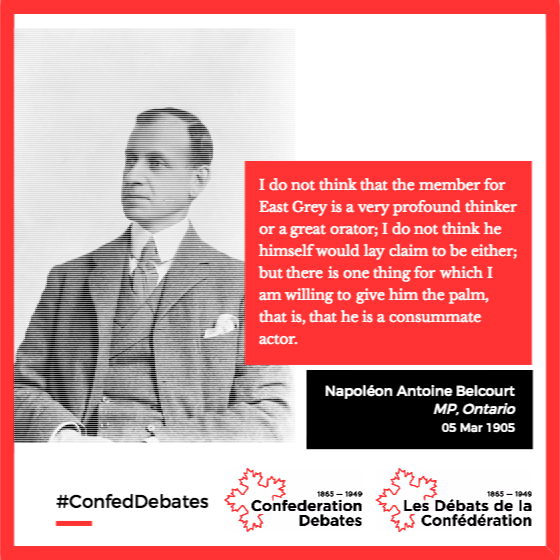 I do not think that the member for
East Grey is a very profound thinker
or a great orator; I do not think he
himself would lay claim to be either;
but there is one thing for which I
am willing to give him the palm,
that is, that he is a consummate
actor.
Napoléon Antoine Belcourt
MP, Ontario
05 Mar 1905
#ConfedDebates
1865 — 1949
Confederation
Debates
1865 — 1949
Les Débats de la
Confédération